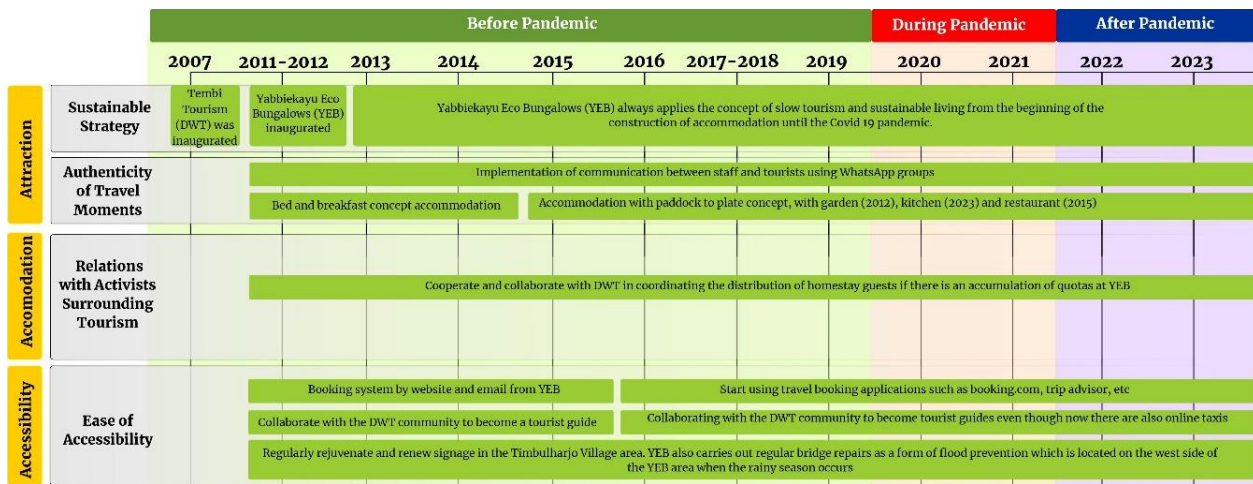 Before Pandemic
During Pandemic
After Pandemic
2007
2011-2012
2013
2014
2015
2016
2017-2018
2019
2020
2021
2022
2023
Attraction
Sustainable
Strategy
Tembi
Tourism
(DWT) was
inaugurated
Yabbiekayu Eco
Bungalows (YEB)
inaugurated
Yabbiekayu Eco Bungalows (YEB) always applies the concept of slow tourism and sustainable living from the beginning of the
construction of accommodation until the Covid 19 pandemic.
Authenticity
of Travel
Moments
Implementation of communication between staff and tourists using WhatsApp groups
Bed and breakfast concept accommodation
Accommodation with paddock to plate concept, with garden (2012), kitchen (2023) and restaurant (2015)
Accomodation
Relations
with Activists
Surrounding
Tourism
Cooperate and collaborate with DWT in coordinating the distribution of homestay guests if there is an accumulation of quotas at YEB
Accessibility
Ease of
Accessibility
Booking system by website and email from YEB
Start using travel booking applications such as booking.com, trip advisor, etc
Collaborate with the DWT community to become a tourist guide
Collaborating with the DWT community to become tourist guides even though now there are also online taxis
Regularly rejuvenate and renew signage in the Timbulharjo Village area. YEB also carries out regular bridge repairs as a form of flood prevention which is located on the west side
of the YEB area when the rainy season occurs